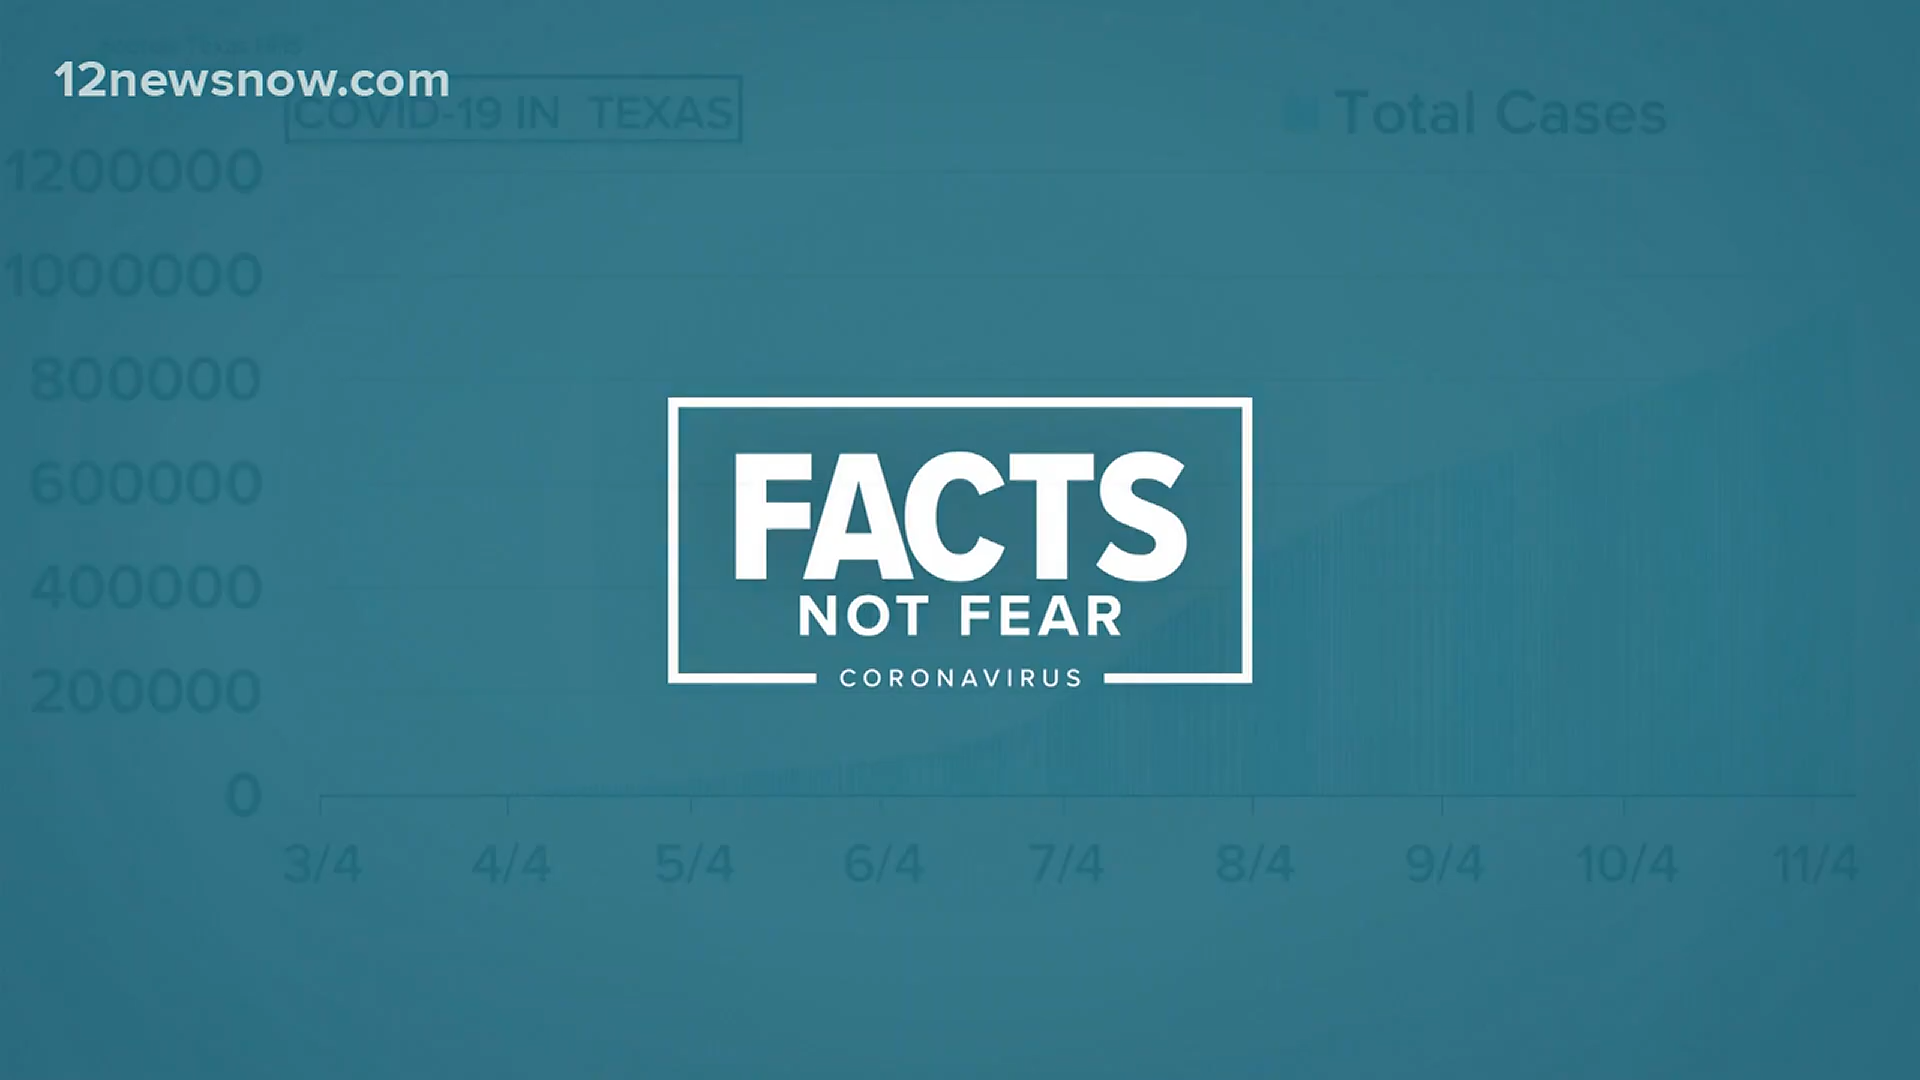 12newsnow.com
COVID-19 IN TEXAS
Total Cases
1200000
1000000
800000
600000
400000
200000
0
3/4 4/4 5/4 6/4 7/4 8/4 9/4 10/4 11/4
FACTS
NOT FEAR
CORONAVIRUS